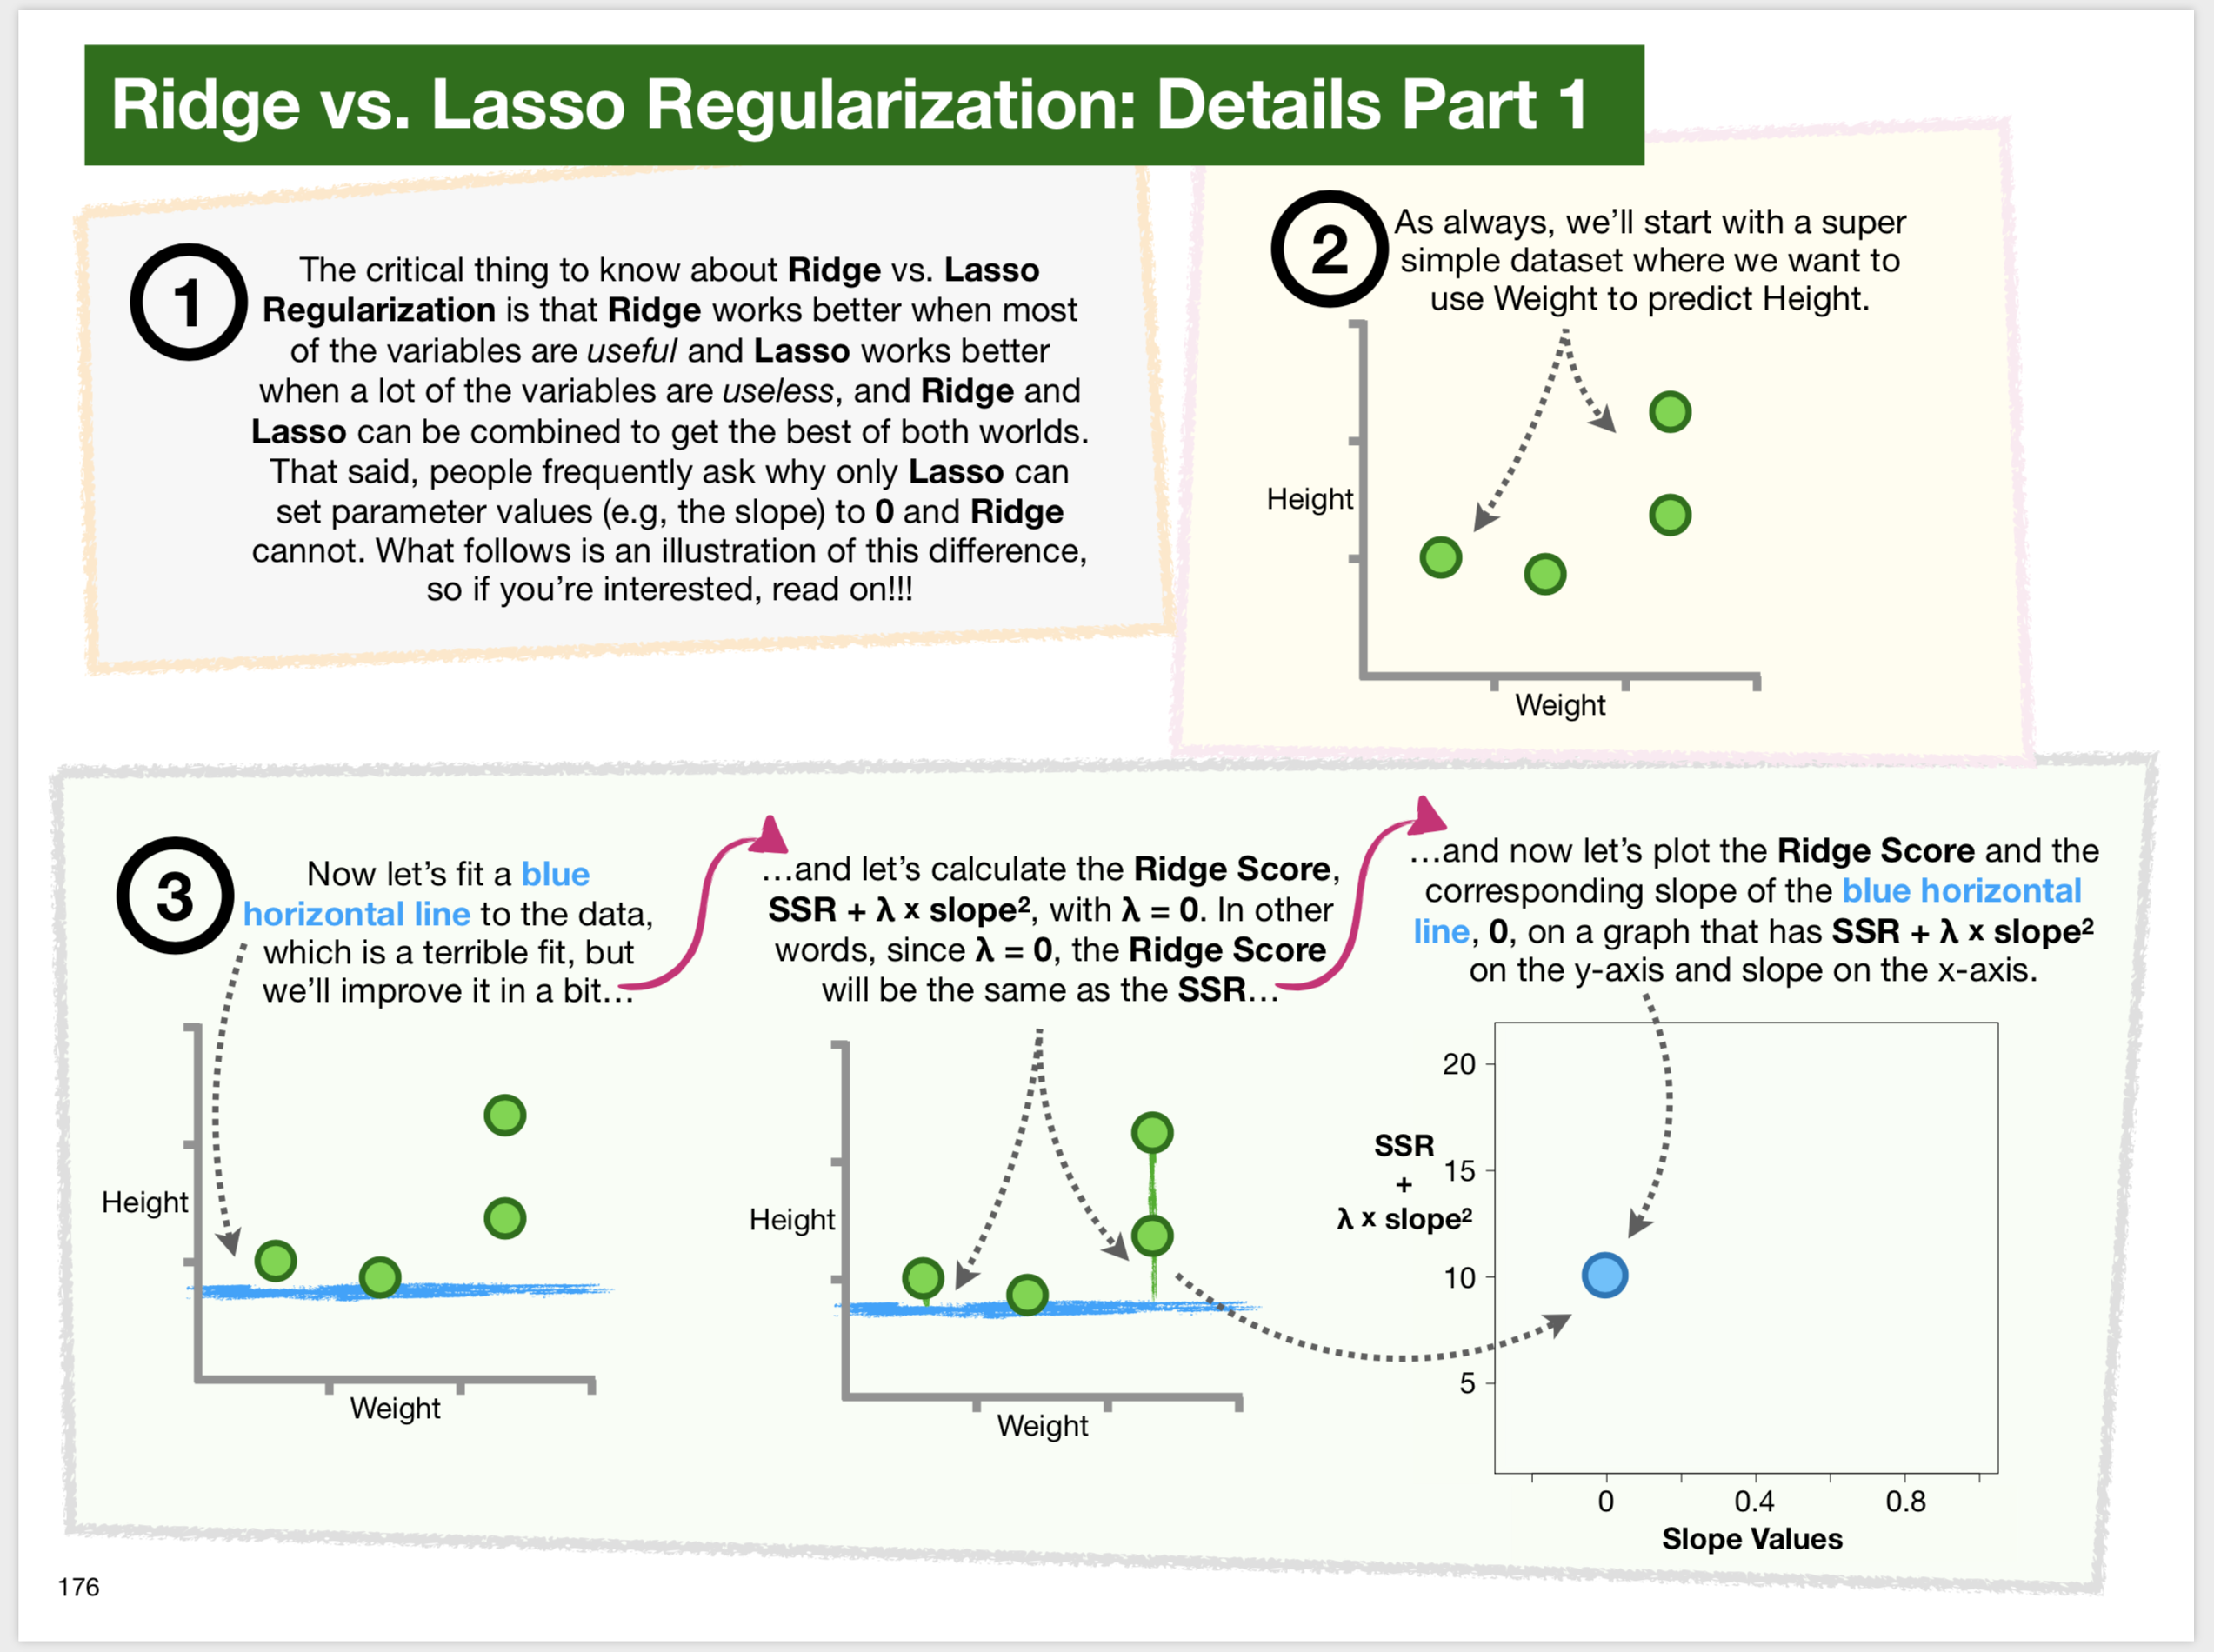 Ridge vs. Lasso Regularization: Details Part 1
1
The critical thing to know about Ridge vs. Lasso
Regularization is that Ridge works better when most
of the variables are useful and Lasso works better
when a lot of the variables are useless, and Ridge and
Lasso can be combined to get the best of both worlds.
That said, people frequently ask why only Lasso can
set parameter values (e.g, the slope) to 0 and Ridge
cannot. What follows is an illustration of this difference,
so if you're interested, read on!!!
2
As always, we'll start with a super
simple dataset where we want to
use Weight to predict Height.
Height
Weight
3
Now let's fit a blue
horizontal line to the data,
which is a terrible fit, but
we'll improve it in a bit…
Height
Weight
…and let's calculate the Ridge Score,
SSR + λ x slope², with λ = 0. In other
words, since λ = 0, the Ridge Score
will be the same as the SSR…
Height
Weight
…and now let's plot the Ridge Score and the
corresponding slope of the blue horizontal
line, 0, on a graph that has SSR + λ x slope²
on the y-axis and slope on the x-axis.
SSR
+
λ x slope²
20
15
10
5
0 0.4 0.8
Slope Values
176